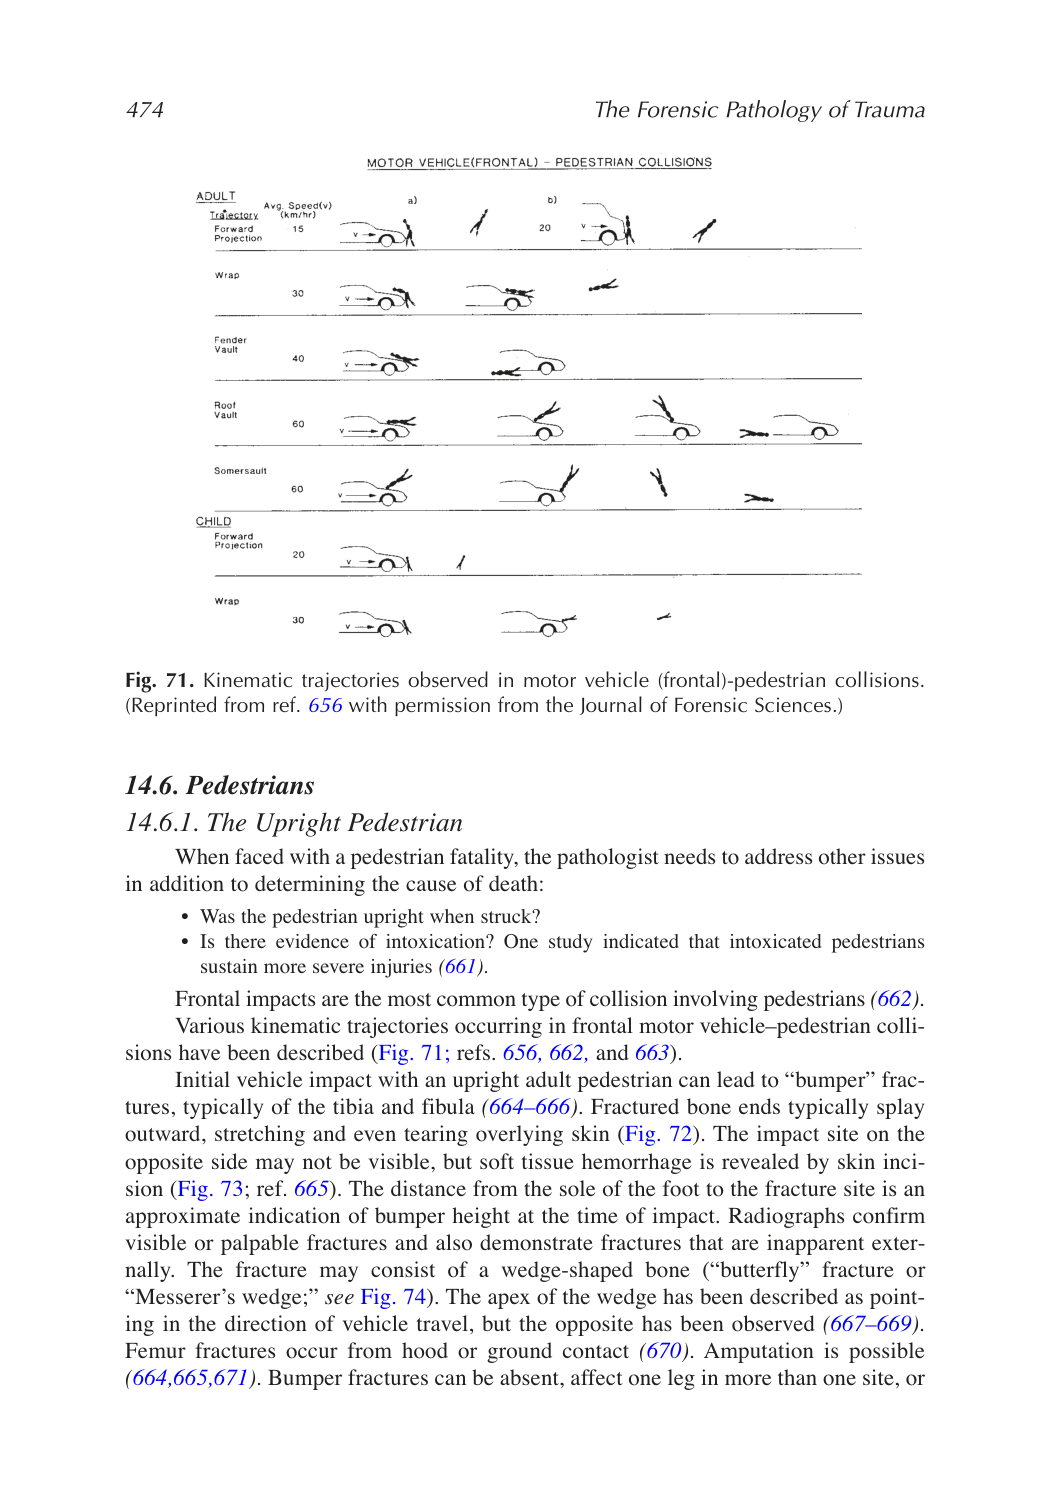 474
The Forensic Pathology of Trauma
MOTOR VEHICLE(FRONTAL) – PEDESTRIAN COLLISIONS
ADULT
Trajectory
Avg. Speed(v)
(km/hr)
a)
b)
Forward
Projection
15
v
20
v
Wrap
30
v
Fender
Vault
40
v
Roof
Vault
60
v
Somersault
60
v
CHILD
Forward
Projection
20
v
Wrap
30
v
Fig. 71. Kinematic trajectories observed in motor vehicle (frontal)-pedestrian collisions.
(Reprinted from ref. 656 with permission from the Journal of Forensic Sciences.)
14.6. Pedestrians
14.6.1. The Upright Pedestrian
When faced with a pedestrian fatality, the pathologist needs to address other issues
in addition to determining the cause of death:
• Was the pedestrian upright when struck?
• Is there evidence of intoxication? One study indicated that intoxicated pedestrians
sustain more severe injuries (661).
Frontal impacts are the most common type of collision involving pedestrians (662).
Various kinematic trajectories occurring in frontal motor vehicle–pedestrian colli-
sions have been described (Fig. 71; refs. 656, 662, and 663).
Initial vehicle impact with an upright adult pedestrian can lead to “bumper” frac-
tures, typically of the tibia and fibula (664–666). Fractured bone ends typically splay
outward, stretching and even tearing overlying skin (Fig. 72). The impact site on the
opposite side may not be visible, but soft tissue hemorrhage is revealed by skin inci-
sion (Fig. 73; ref. 665). The distance from the sole of the foot to the fracture site is an
approximate indication of bumper height at the time of impact. Radiographs confirm
visible or palpable fractures and also demonstrate fractures that are inapparent exter-
nally. The fracture may consist of a wedge-shaped bone (“butterfly” fracture or
“Messerer’s wedge;” see Fig. 74). The apex of the wedge has been described as point-
ing in the direction of vehicle travel, but the opposite has been observed (667–669).
Femur fractures occur from hood or ground contact (670). Amputation is possible
(664,665,671). Bumper fractures can be absent, affect one leg in more than one site, or